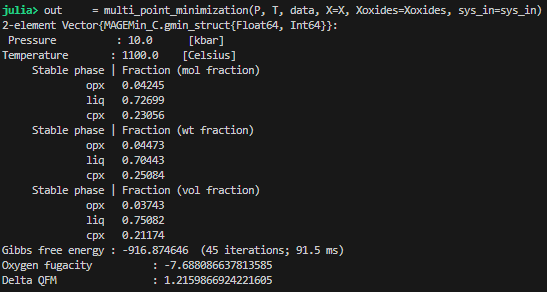 julia> out     = multi_point_minimization(P, T, data, X=X, Xoxides=Xoxides, sys_in=sys_in)
2-element Vector{MAGEMin_C.gmin_struct{Float64, Int64}}:
 Pressure          : 10.0      [kbar]
Temperature       : 1100.0    [Celsius]
     Stable phase | Fraction (mol fraction)
              opx   0.04245
              liq   0.72699
              cpx   0.23056
     Stable phase | Fraction (wt fraction)
              opx   0.04473
              liq   0.70443
              cpx   0.25084
     Stable phase | Fraction (vol fraction)
              opx   0.03743
              liq   0.75082
              cpx   0.21174
Gibbs free energy : -916.874646  (45 iterations; 91.5 ms)
Oxygen fugacity          : -7.688086637813585
Delta QFM                : 1.2159866924221605